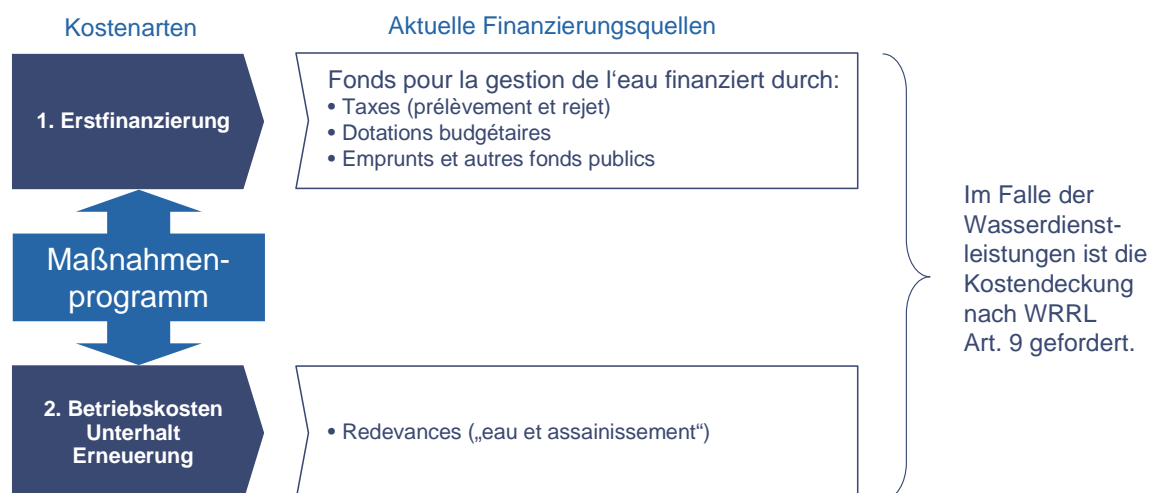 Kostenarten
Aktuelle Finanzierungsquellen
1. Erstfinanzierung
Fonds pour la gestion de l‘eau finanziert durch:
• Taxes (prélèvement et rejet)
• Dotations budgétaires
• Emprunts et autres fonds publics
Maßnahmen-
programm
2. Betriebskosten
Unterhalt
Erneuerung
• Redevances („eau et assainissement“)
Im Falle der
Wasserdienst-
leistungen ist die
Kostendeckung
nach WRRL
Art. 9 gefordert.